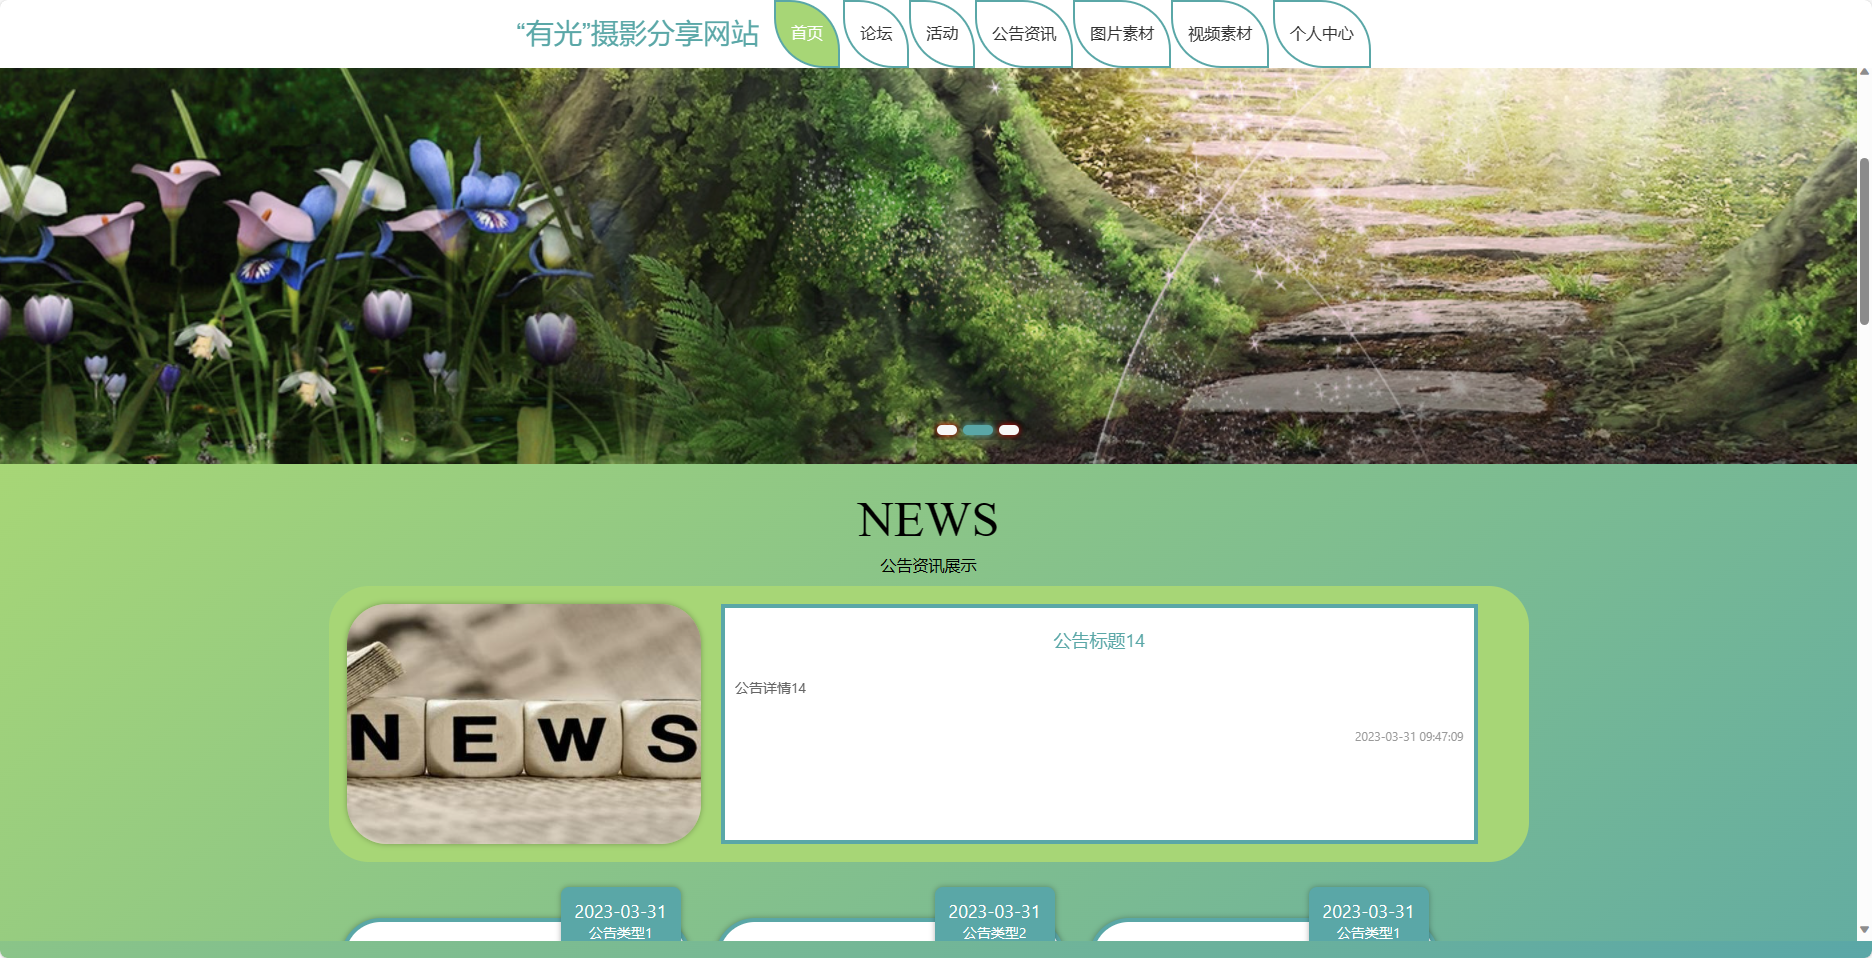 “有光”摄影分享网站
首页
论坛
活动
公告资讯
图片素材
视频素材
个人中心
NEWS
公告资讯展示
NEWS
公告标题14
公告详情14
2023-03-31 09:47:09
2023-03-31
公告类型1
2023-03-31
公告类型2
2023-03-31
公告类型1